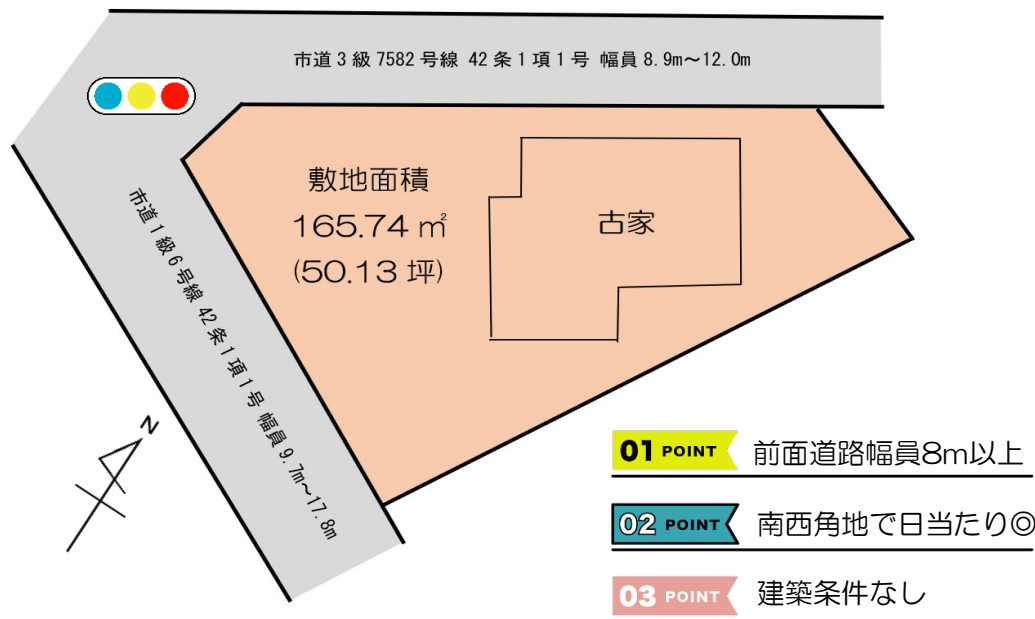 市道3級7582号線 42条1項1号 幅員 8.9m～12.0m
敷地面積
165.74 ㎡
(50.13 坪)
古家
市道1級6号線 42条1項1号 幅員 9.7m～17.8m
N
01 POINT 前面道路幅員8m以上
02 POINT 南西角地で日当たり◎
03 POINT 建築条件なし